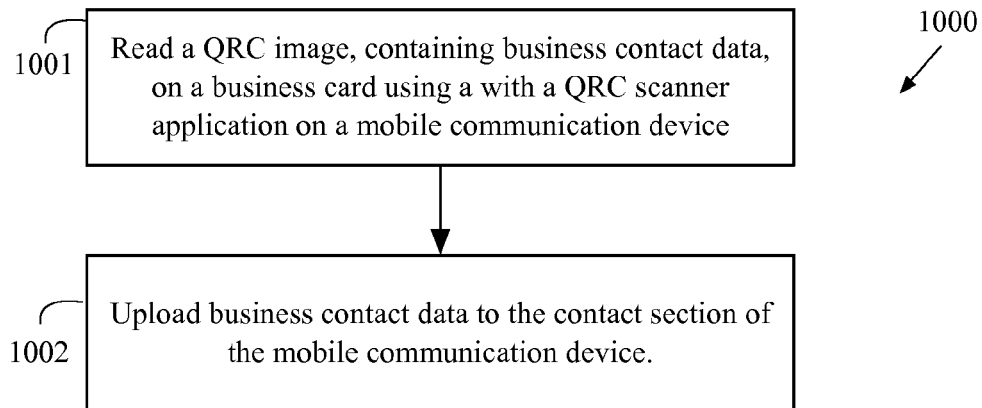 1000
1001
Read a QRC image, containing business contact data,
on a business card using a with a QRC scanner
application on a mobile communication device
1002
Upload business contact data to the contact section of
the mobile communication device.